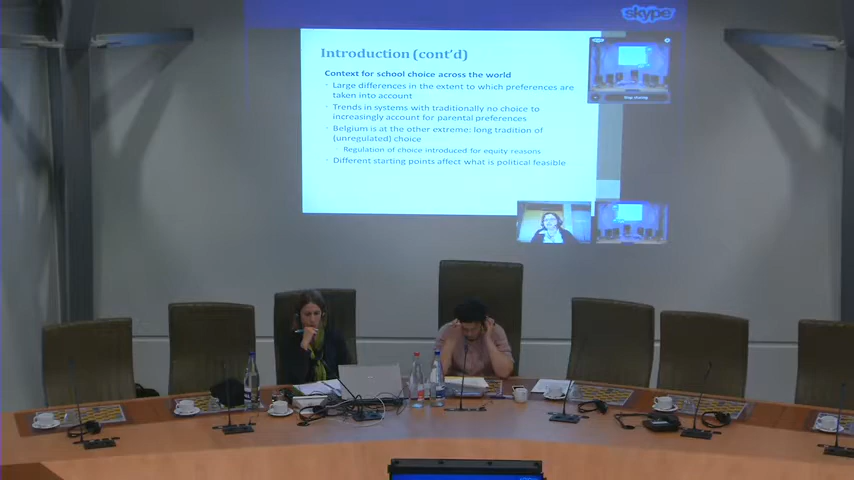 skype
Introduction (cont'd)
Context for school choice across the world
Large differences in the extent to which preferences are
taken into account
Trends in systems with traditionally no choice to
increasingly account for parental preferences
Belgium is at the other extreme: long tradition of
(unregulated) choice
Regulation of choice introduced for equity reasons
Different starting points affect what is political feasible
Stop sharing